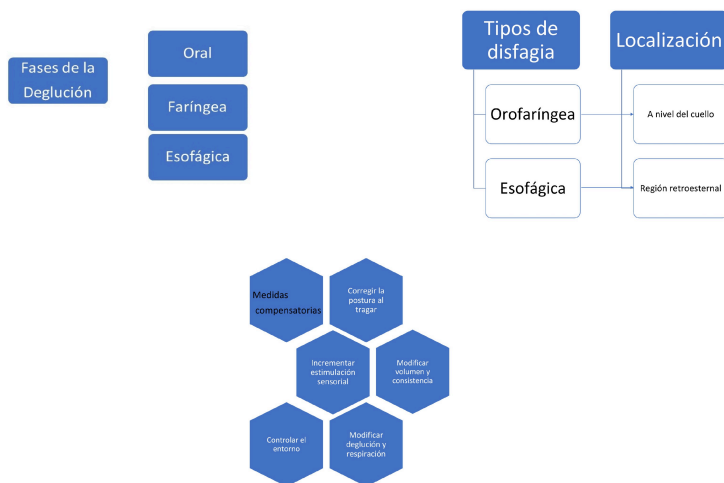 Fases de la
Deglución
Oral
Faríngea
Esofágica
Tipos de
disfagia
Localización
Orofaríngea
A nivel del cuello
Esofágica
Región retroesternal
Medidas
compensatorias
Corregir la
postura al
tragar
Incrementar
estimulación
sensorial
Modificar
volumen y
consistencia
Controlar el
entorno
Modificar
deglución y
respiración